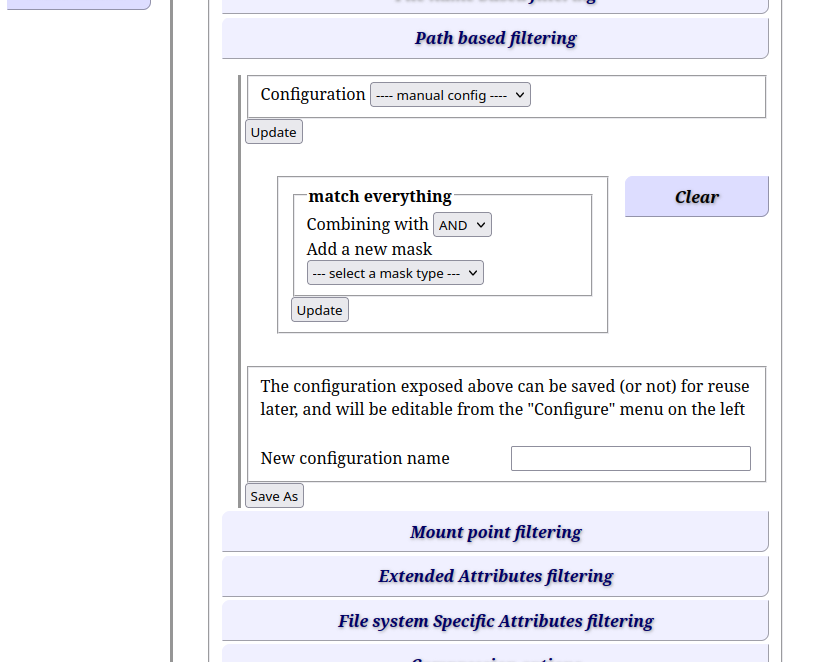 Path based filtering
Configuration ---- manual config ----
Update
match everything
Clear
Combining with AND
Add a new mask
--- select a mask type ---
Update
The configuration exposed above can be saved (or not) for reuse
later, and will be editable from the "Configure" menu on the left
New configuration name
Save As
Mount point filtering
Extended Attributes filtering
File system Specific Attributes filtering